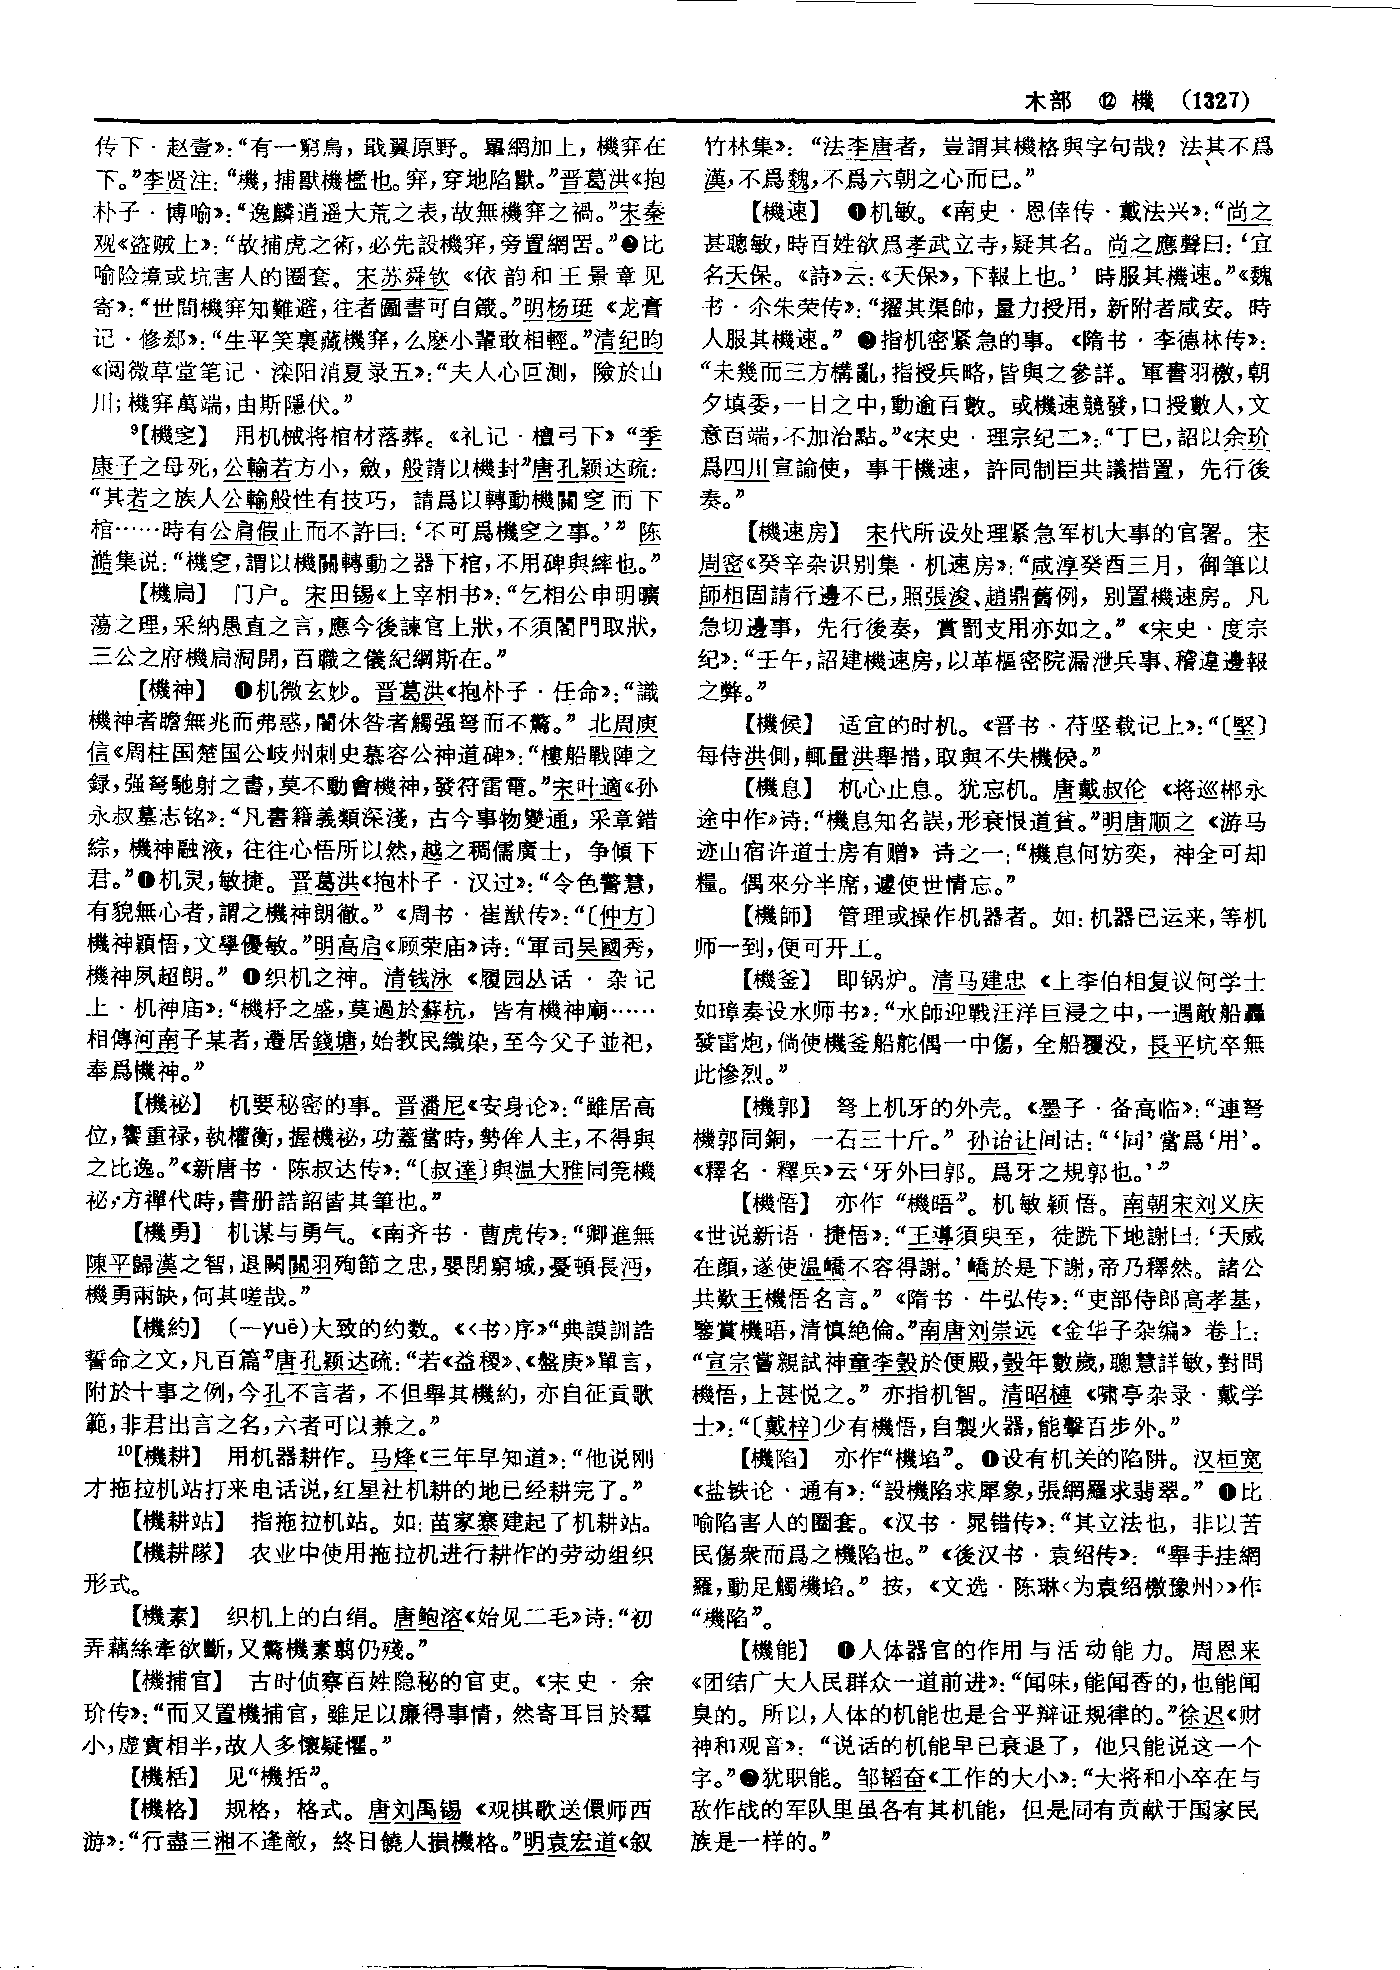 木部 ⑫ 機 (1327)
传下·赵壹》：“有一窮鳥，戢翼原野。罼網加上，機穽在
下。”李贤注：“機，捕獸機檻也。穽，穿地陷獸。”晋葛洪《抱
朴子·博喻》：“逸麟逍遥大荒之表，故無機穽之禍。”宋秦
观《盗贼上》：“故捕虎之術，必先設機穽，旁置網罟。”❷比
喻险境或坑害人的圈套。宋苏舜钦《依韵和王景章见
寄》：“世間機穽知難避，往者圖書可自箴。”明杨珽《龙膏
记·修郄》：“生平笑裏藏機穽，么麽小輩敢相輕。”清纪昀
《阅微草堂笔记·滦阳消夏录五》：“夫人心叵測，險於山
川；機穽萬端，由斯隱伏。”
⁹【機窆】 用机械将棺材落葬。《礼记·檀弓下》“季
康子之母死，公輸若方小，斂，般請以機封”唐孔颖达疏：
“其若之族人公輸般性有技巧，請爲以轉動機關窆而下
棺……時有公肩假止而不許曰：‘不可爲機窆之事。’” 陈
澔集说：“機窆，謂以機關轉動之器下棺，不用碑與繂也。”
【機扃】 门户。宋田锡《上宰相书》：“乞相公申明曠
蕩之理，采納愚直之言，應今後諫官上狀，不須閤門取狀，
三公之府機扃洞開，百職之儀紀綱斯在。”
【機神】 ❶机微玄妙。晋葛洪《抱朴子·任命》：“識
機神者瞻無兆而弗惑，闇休咎者觸强弩而不驚。” 北周庾
信《周柱国楚国公岐州刺史慕容公神道碑》：“樓船戰陣之
録，强弩馳射之書，莫不動會機神，發符雷電。”宋叶適《孙
永叔墓志铭》：“凡書籍義類深淺，古今事物變通，采章錯
綜，機神融液，往往心悟所以然，越之稠儒廣士，争傾下
君。”❶机灵，敏捷。晋葛洪《抱朴子·汉过》：“令色警慧，
有貌無心者，謂之機神朗徹。” 《周书·崔猷传》：“〔仲方〕
機神穎悟，文學優敏。”明高启《顾荣庙》诗：“軍司吴國秀，
機神夙超朗。” ❶织机之神。清钱泳《履园丛话·杂记
上·机神庙》：“機杼之盛，莫過於蘇杭，皆有機神廟……
相傳河南子某者，遷居錢塘，始教民織染，至今父子並祀，
奉爲機神。”
【機祕】 机要秘密的事。晋潘尼《安身论》：“雖居高
位，饗重禄，執權衡，握機祕，功蓋當時，勢侔人主，不得與
之比逸。”《新唐书·陈叔达传》：“〔叔達〕與温大雅同筦機
祕，方禪代時，書册誥詔皆其筆也。”
【機勇】 机谋与勇气。《南齐书·曹虎传》：“卿進無
陳平歸漢之智，退闕關羽殉節之忠，嬰閉窮城，憂頓長沔，
機勇兩缺，何其嗟哉。”
【機約】 (—yuē)大致的约数。《〈书〉序》“典謨訓誥
誓命之文，凡百篇”唐孔颖达疏：“若《益稷》、《盤庚》單言，
附於十事之例，今孔不言者，不但舉其機約，亦自征貢歌
範，非君出言之名，六者可以兼之。”
¹⁰【機耕】 用机器耕作。马烽《三年早知道》：“他说刚
才拖拉机站打来电话说，红星社机耕的地已经耕完了。”
【機耕站】 指拖拉机站。如：苗家寨建起了机耕站。
【機耕隊】 农业中使用拖拉机进行耕作的劳动组织
形式。
【機素】 织机上的白绢。唐鲍溶《始见二毛》诗：“初
弄藕絲牽欲斷，又驚機素翦仍殘。”
【機捕官】 古时侦察百姓隐秘的官吏。《宋史·余
玠传》：“而又置機捕官，雖足以廉得事情，然寄耳目於羣
小，虚實相半，故人多懷疑懼。”
【機栝】 见“機括”。
【機格】 规格，格式。唐刘禹锡《观棋歌送儇师西
游》：“行盡三湘不逢敵，終日饒人損機格。”明袁宏道《叙
竹林集》：“法李唐者，豈謂其機格與字句哉？法其不爲
漢，不爲魏，不爲六朝之心而已。”
【機速】 ❶机敏。《南史·恩倖传·戴法兴》：“尚之
甚聰敏，時百姓欲爲孝武立寺，疑其名。尚之應聲曰：‘宜
名天保。《詩》云：《天保》，下報上也。’ 時服其機速。”《魏
书·尒朱荣传》：“擢其渠帥，量力授用，新附者咸安。時
人服其機速。” ❷指机密紧急的事。《隋书·李德林传》：
“未幾而三方構亂，指授兵略，皆與之參詳。軍書羽檄，朝
夕填委，一日之中，動逾百數。或機速競發，口授數人，文
意百端，不加治點。”《宋史·理宗纪二》：“丁巳，詔以余玠
爲四川宣諭使，事干機速，許同制臣共議措置，先行後
奏。”
【機速房】 宋代所设处理紧急军机大事的官署。宋
周密《癸辛杂识别集·机速房》：“咸淳癸酉三月，御筆以
師相固請行邊不已，照張浚、趙鼎舊例，别置機速房。凡
急切邊事，先行後奏，賞罰支用亦如之。”《宋史·度宗
纪》：“壬午，詔建機速房，以革樞密院漏泄兵事、稽違邊報
之弊。”
【機候】 适宜的时机。《晋书·苻坚载记上》：“〔堅〕
每侍洪側，輒量洪舉措，取與不失機候。”
【機息】 机心止息。犹忘机。唐戴叔伦《将巡郴永
途中作》诗：“機息知名誤，形衰恨道貧。”明唐顺之《游马
迹山宿许道士房有赠》诗之一：“機息何妨奕，神全可却
糧。偶來分半席，遽使世情忘。”
【機師】 管理或操作机器者。如：机器已运来，等机
师一到，便可开工。
【機釜】 即锅炉。清马建忠《上李伯相复议何学士
如璋奏设水师书》：“水師迎戰汪洋巨浸之中，一遇敵船轟
發雷炮，倘使機釜船舵偶一中傷，全船覆没，長平坑卒無
此慘烈。”
【機郭】 弩上机牙的外壳。《墨子·备高临》：“連弩
機郭同銅，一石三十斤。” 孙诒让间诂：“‘同’當爲‘用’。
《釋名·釋兵》云‘牙外曰郭。爲牙之規郭也。’”
【機悟】 亦作“機晤”。机敏颖悟。南朝宋刘义庆
《世说新语·捷悟》：“王導須臾至，徒跣下地謝曰：‘天威
在顔，遂使温嶠不容得謝。’嶠於是下謝，帝乃釋然。諸公
共歎王機悟名言。”《隋书·牛弘传》：“吏部侍郎高孝基，
鑒賞機晤，清慎絶倫。”南唐刘崇远《金华子杂编》卷上：
“宣宗嘗親試神童李瑴於便殿，瑴年數歲，聰慧詳敏，對問
機悟，上甚悦之。” 亦指机智。清昭槤《啸亭杂录·戴学
士》：“〔戴梓〕少有機悟，自製火器，能擊百步外。”
【機陷】 亦作“機埳”。❶设有机关的陷阱。汉桓宽
《盐铁论·通有》：“設機陷求犀象，張網羅求翡翠。” ❶比
喻陷害人的圈套。《汉书·晁错传》：“其立法也，非以苦
民傷衆而爲之機陷也。”《後汉书·袁绍传》：“舉手挂網
羅，動足觸機埳。” 按，《文选·陈琳〈为袁绍檄豫州〉》作
“機陷”。
【機能】 ❶人体器官的作用与活动能力。周恩来
《团结广大人民群众一道前进》：“闻味，能闻香的，也能闻
臭的。所以，人体的机能也是合乎辩证规律的。”徐迟《财
神和观音》：“说话的机能早已衰退了，他只能说这一个
字。”❷犹职能。邹韬奋《工作的大小》：“大将和小卒在与
敌作战的军队里虽各有其机能，但是同有贡献于国家民
族是一样的。”